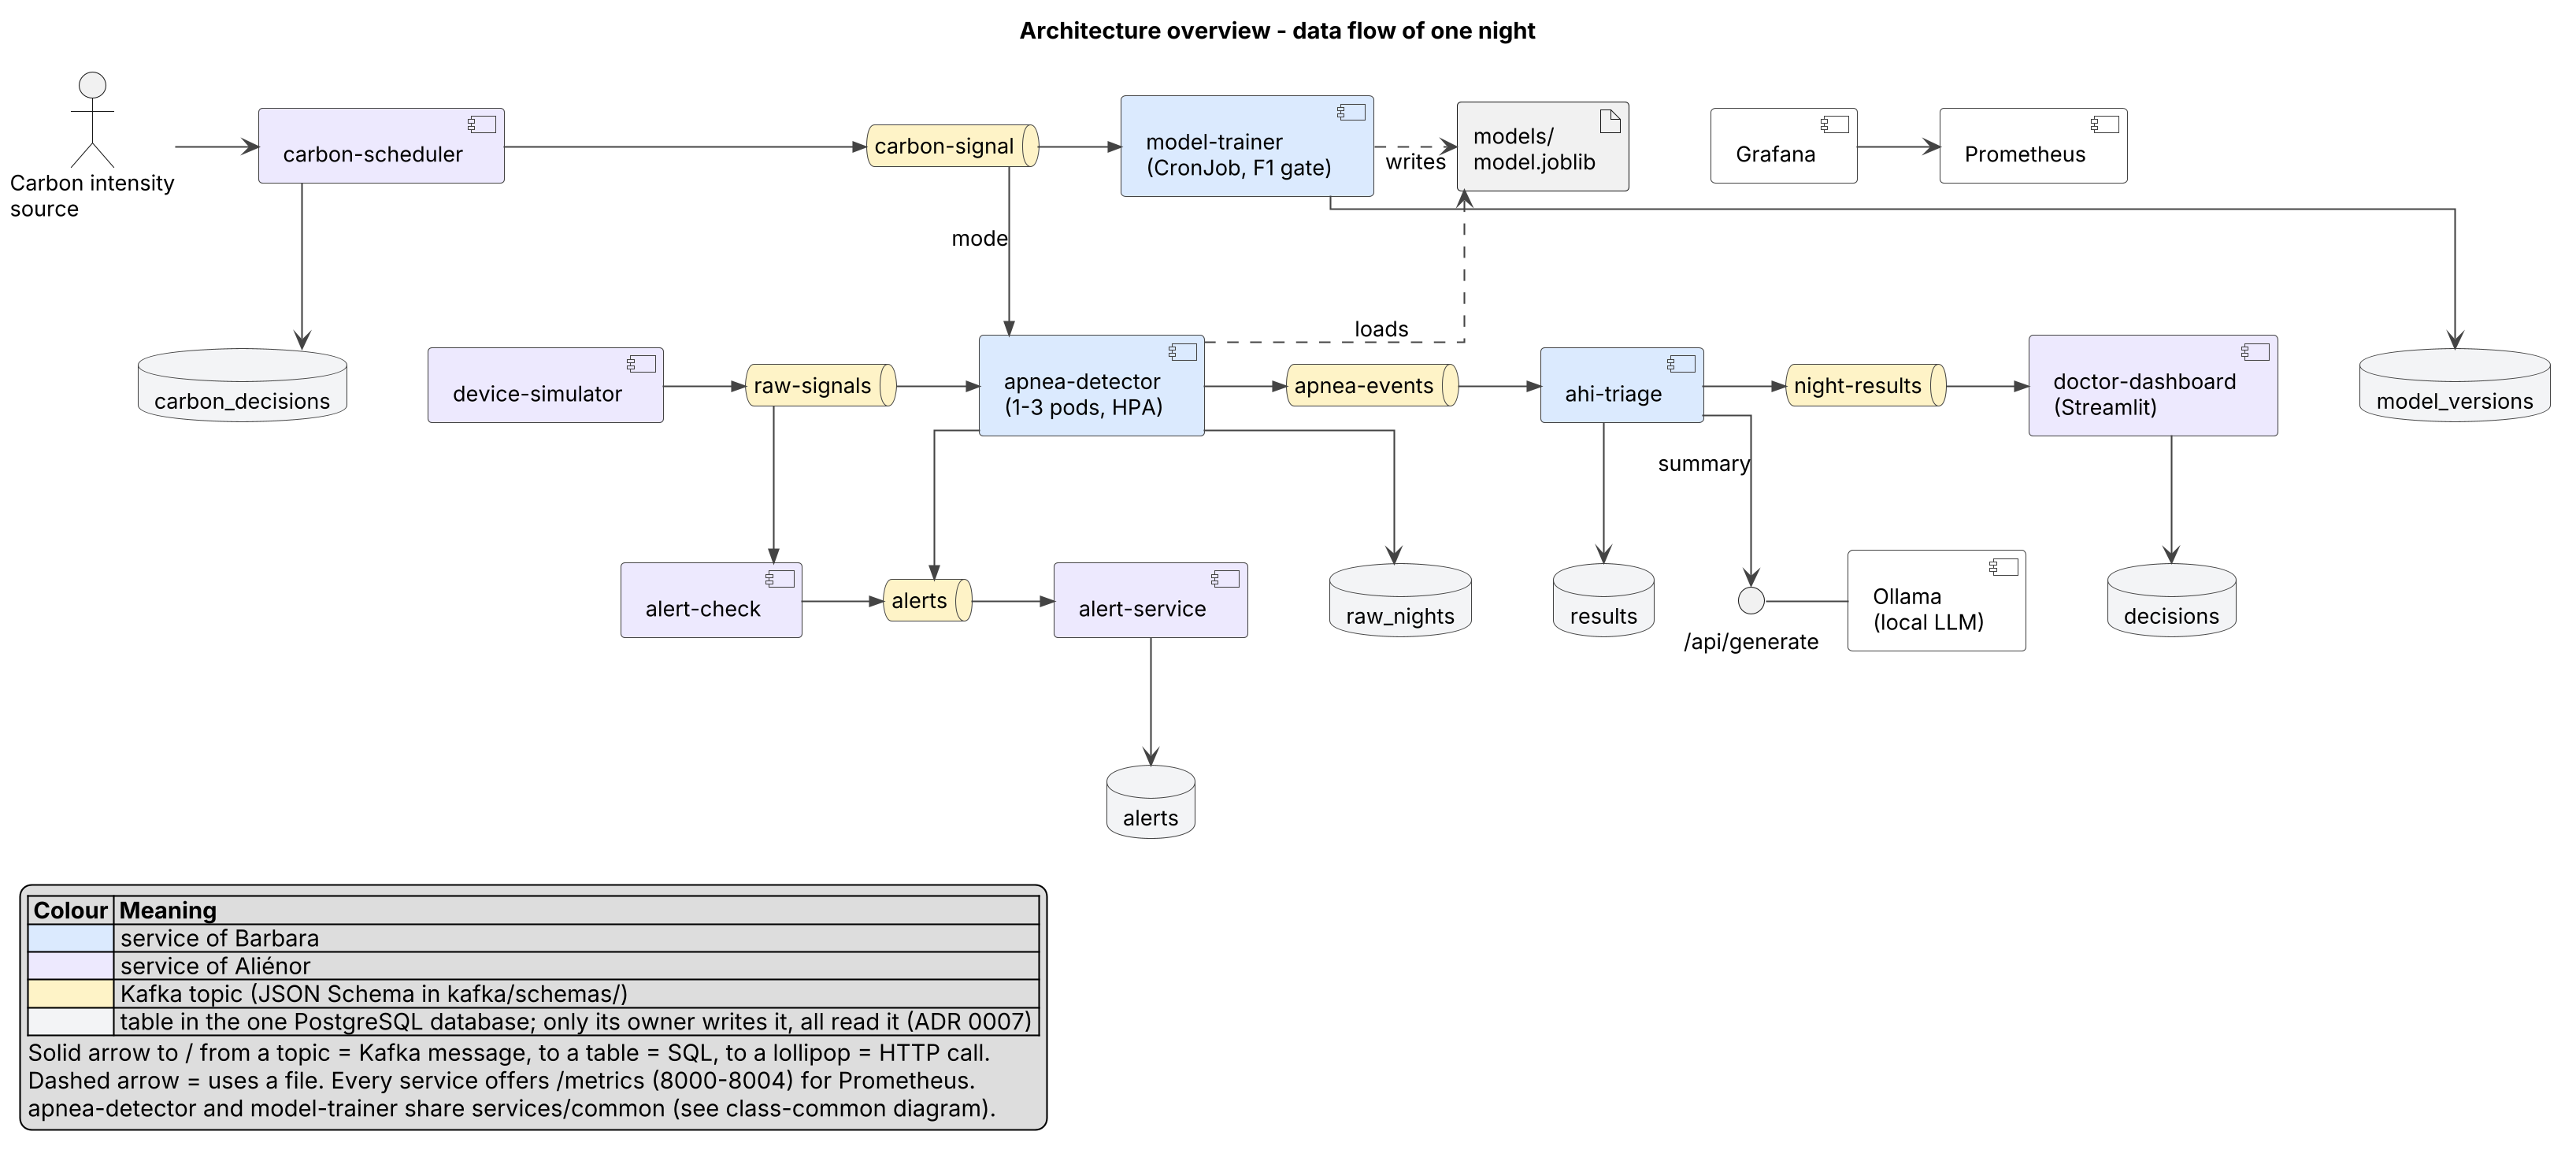 Architecture overview - data flow of one night
Carbon intensity
source
carbon-scheduler
carbon-signal
model-trainer
(CronJob, F1 gate)
writes
models/
model.joblib
Grafana
Prometheus
mode
loads
carbon_decisions
device-simulator
raw-signals
apnea-detector
(1-3 pods, HPA)
apnea-events
ahi-triage
night-results
doctor-dashboard
(Streamlit)
model_versions
summary
alert-check
alerts
alert-service
raw_nights
results
/api/generate
Ollama
(local LLM)
decisions
alerts
Colour Meaning
service of Barbara
service of Aliénor
Kafka topic (JSON Schema in kafka/schemas/)
table in the one PostgreSQL database; only its owner writes it, all read it (ADR 0007)
Solid arrow to / from a topic = Kafka message, to a table = SQL, to a lollipop = HTTP call.
Dashed arrow = uses a file. Every service offers /metrics (8000-8004) for Prometheus.
apnea-detector and model-trainer share services/common (see class-common diagram).